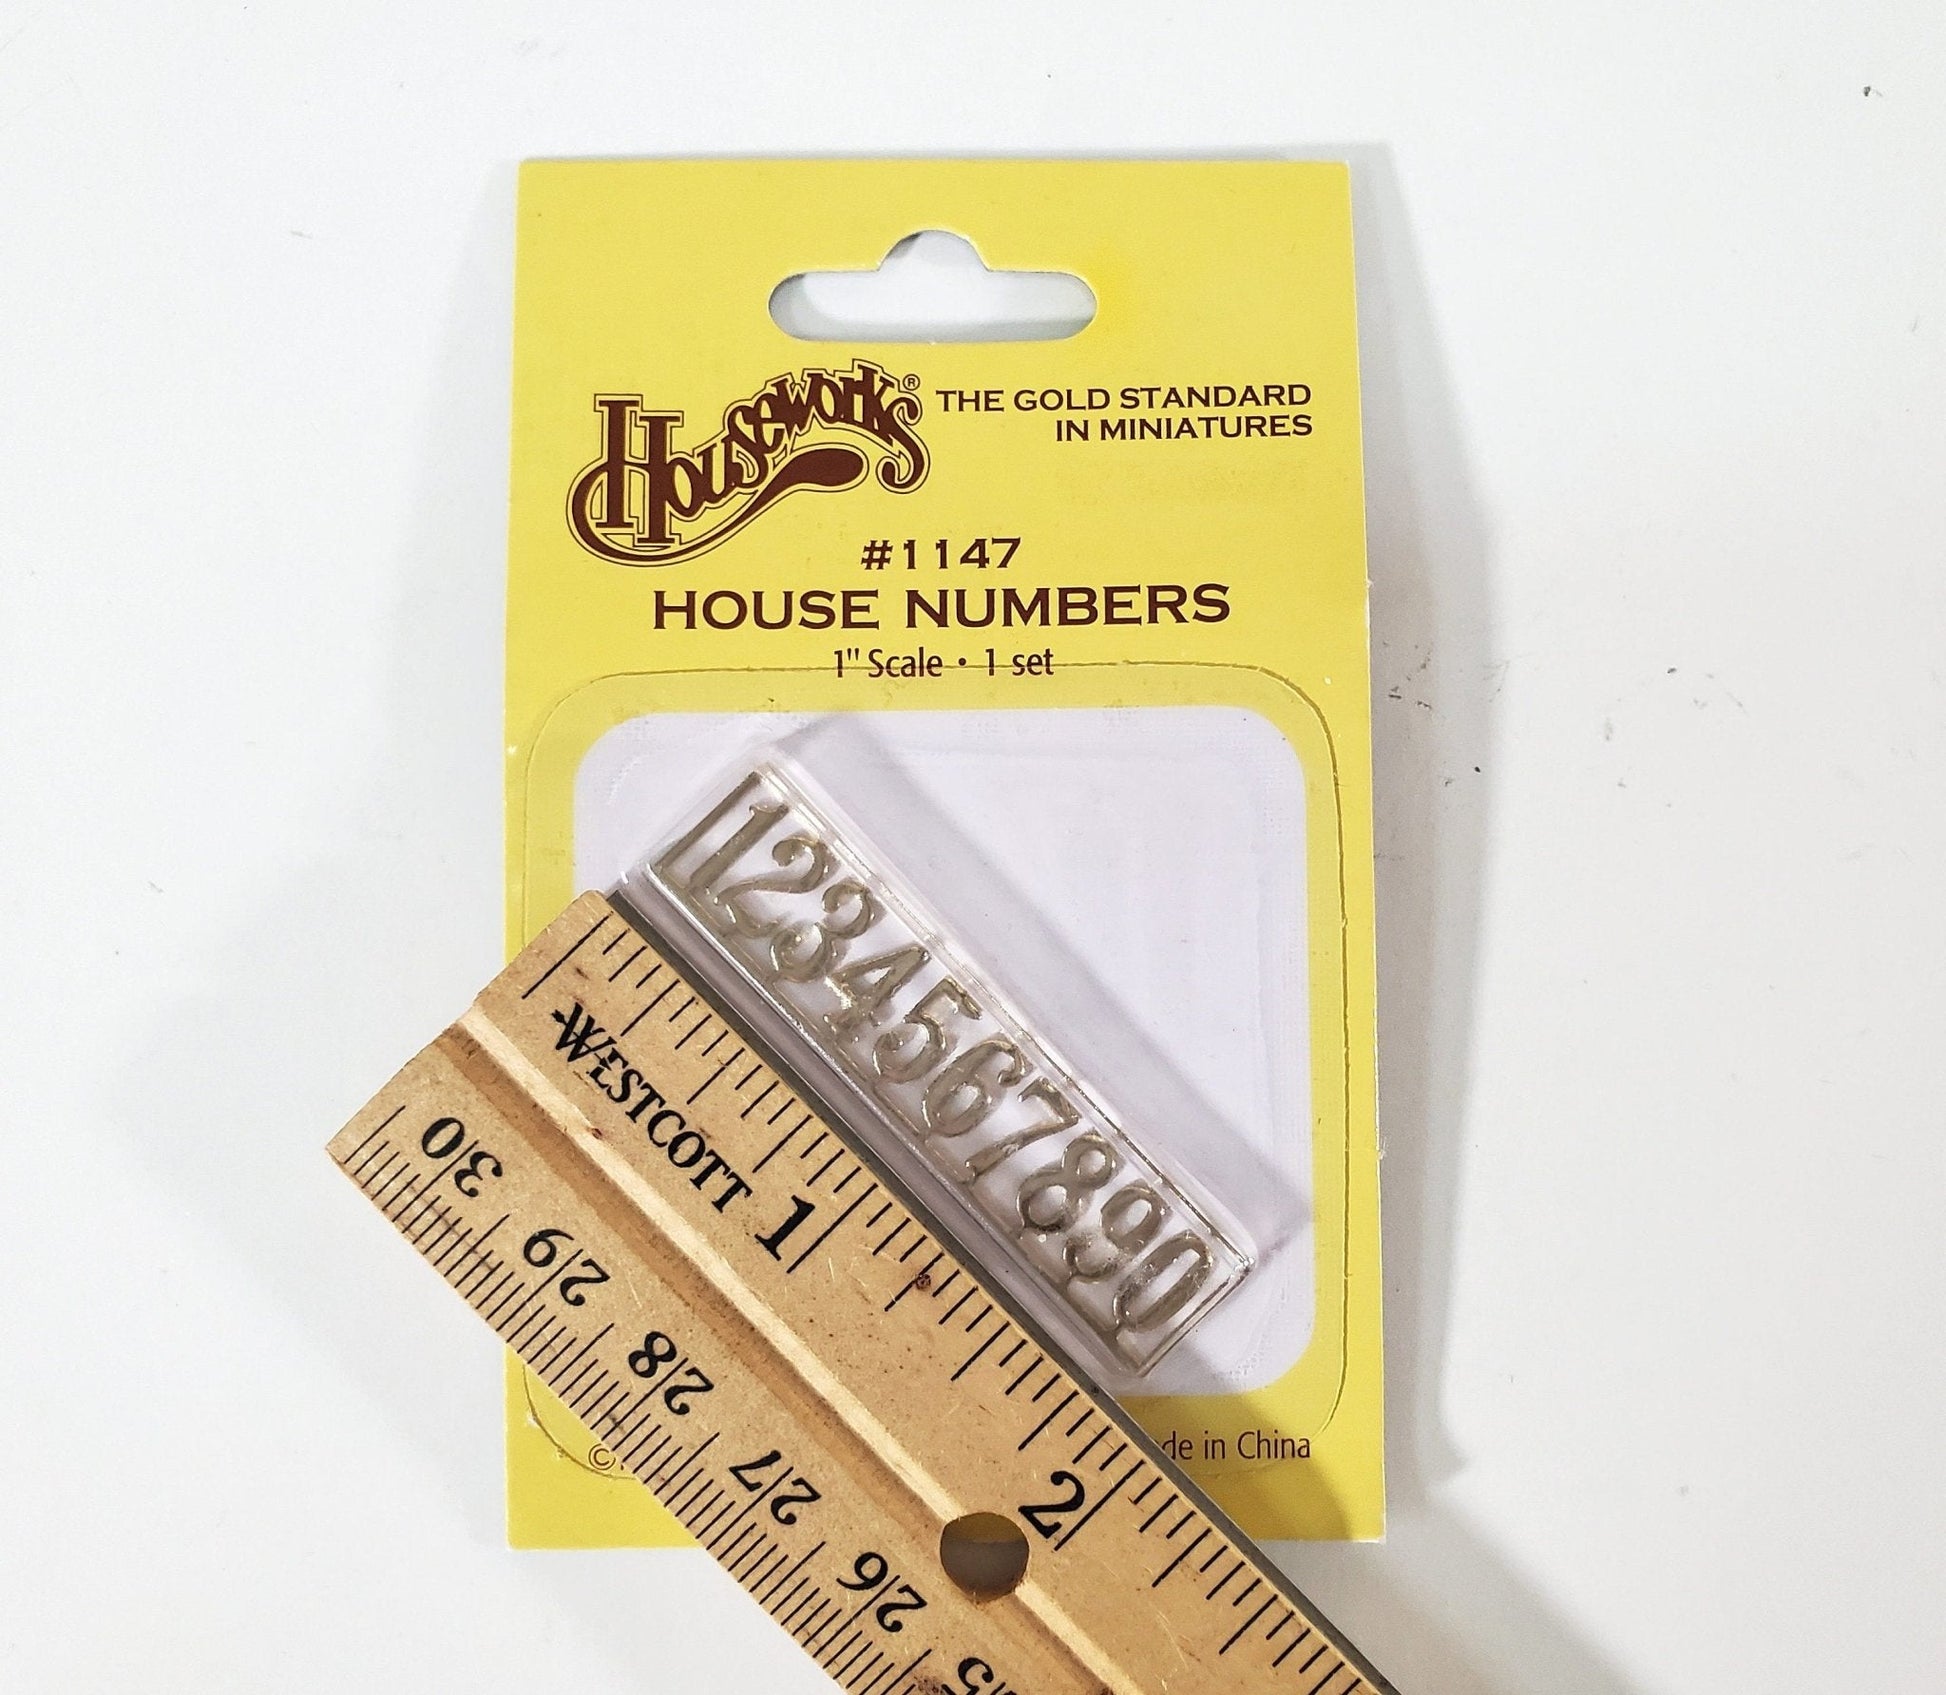 Houseworks®
THE GOLD STANDARD
IN MINIATURES
#1147
HOUSE NUMBERS
1" Scale • 1 set
1234567890
WESTCOTT
1
2
30
29
28
27
26
©
de in China